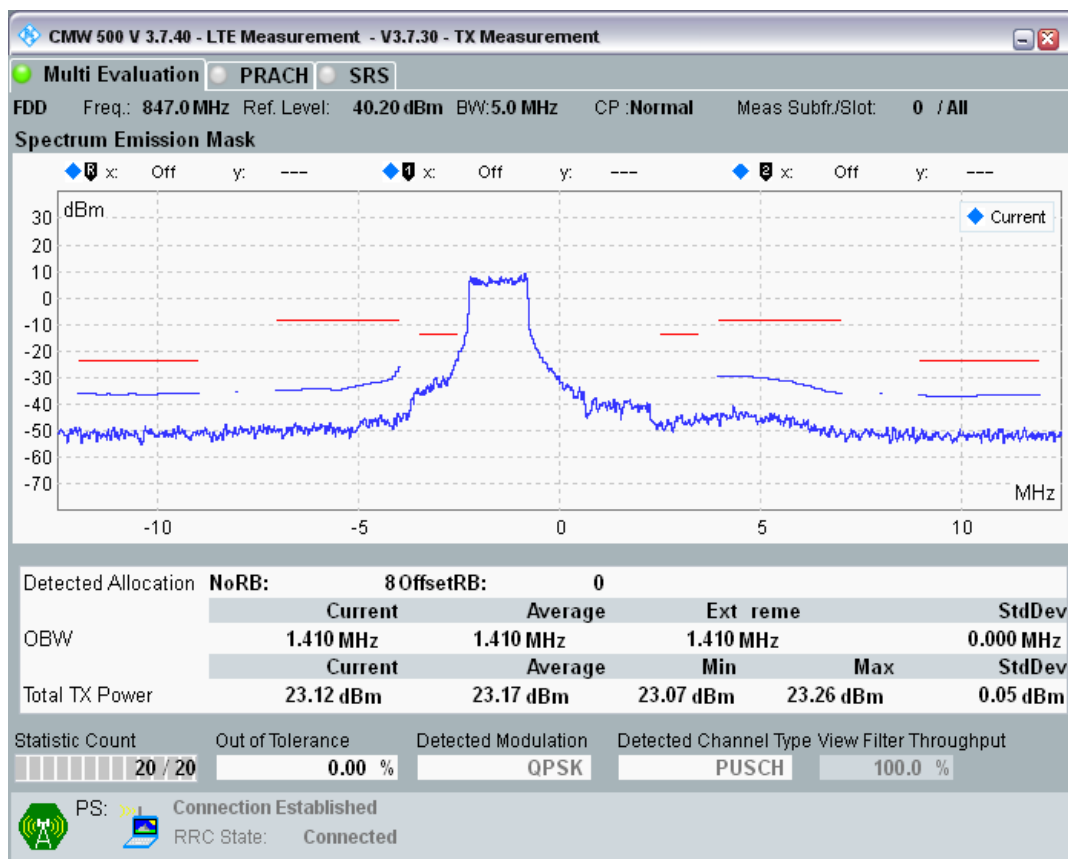 CMW 500 V 3.7.40 - LTE Measurement - V3.7.30 - TX Measurement
Multi Evaluation PRACH SRS
FDD Freq.: 847.0 MHz Ref. Level: 40.20 dBm BW:5.0 MHz CP :Normal Meas Subfr./Slot: 0 / All
Spectrum Emission Mask
R x: Off y: --- 1 x: Off y: --- 2 x: Off y: ---
dBm
Current
30
20
10
0
-10
-20
-30
-40
-50
-60
-70
MHz
-10 -5 0 5 10
Detected Allocation NoRB: 8 OffsetRB: 0
Current Average Ext reme StdDev
OBW 1.410 MHz 1.410 MHz 1.410 MHz 0.000 MHz
Current Average Min Max StdDev
Total TX Power 23.12 dBm 23.17 dBm 23.07 dBm 23.26 dBm 0.05 dBm
Statistic Count Out of Tolerance Detected Modulation Detected Channel Type View Filter Throughput
20 / 20 0.00 % QPSK PUSCH 100.0 %
PS: Connection Established
RRC State: Connected